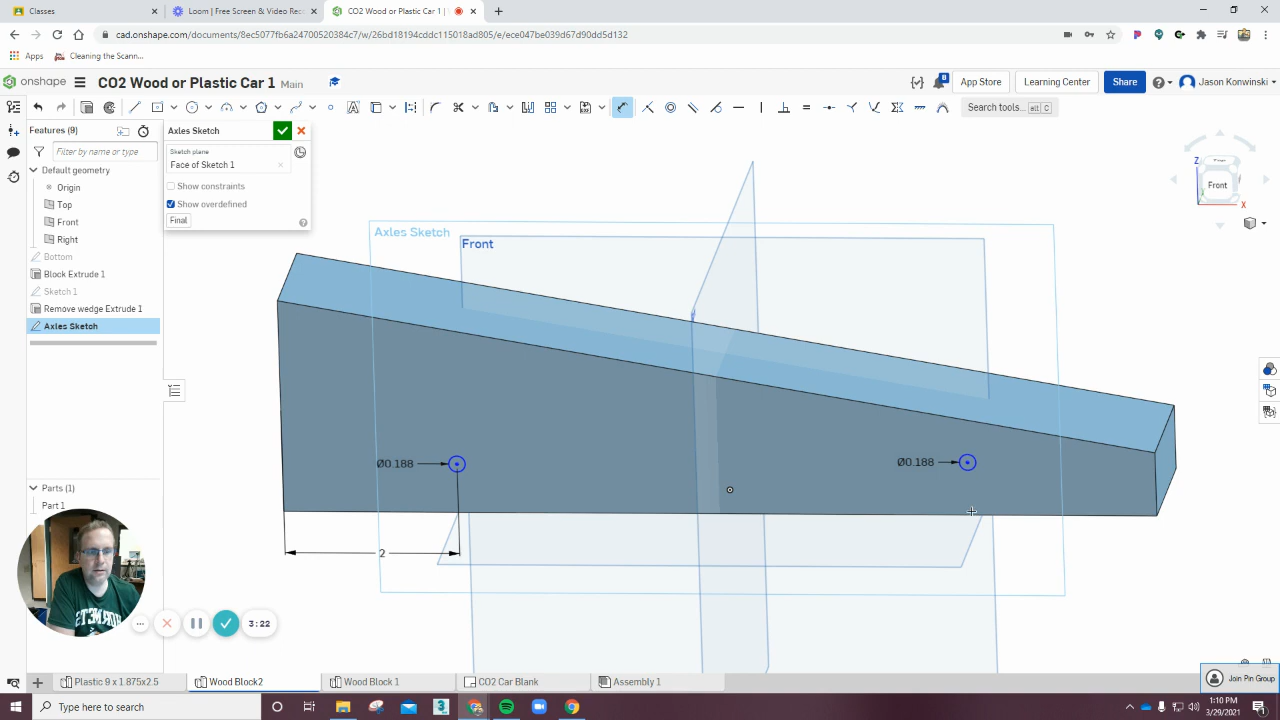 Classes
Loom | Free Screen & Video Rec
CO2 Wood or Plastic Car 1 |
cad.onshape.com/documents/8ec5077fb6a24700520384c7/w/26bd18194cddc115018ad805/e/ece047be039d67d90dd5d132
Apps
Cleaning the Scann...
onshape
CO2 Wood or Plastic Car 1 Main
8
App Store
Learning Center
Share
Jason Konwinski
Search tools...
alt C
Features (9)
Filter by name or type
Default geometry
Origin
Top
Front
Right
Bottom
Block Extrude 1
Sketch 1
Remove wedge Extrude 1
Axles Sketch
Parts (1)
Part 1
Axles Sketch
Sketch plane
Face of Sketch 1
Show constraints
Show overdefined
Final
Axles Sketch
Front
Ø0.188
Ø0.188
2
Z
Front
X
HORNETS
3:22
Plastic 9 x 1.875x2.5
Wood Block2
Wood Block 1
CO2 Car Blank
Assembly 1
Join Pin Group
Type here to search
1:10 PM
3/29/2021